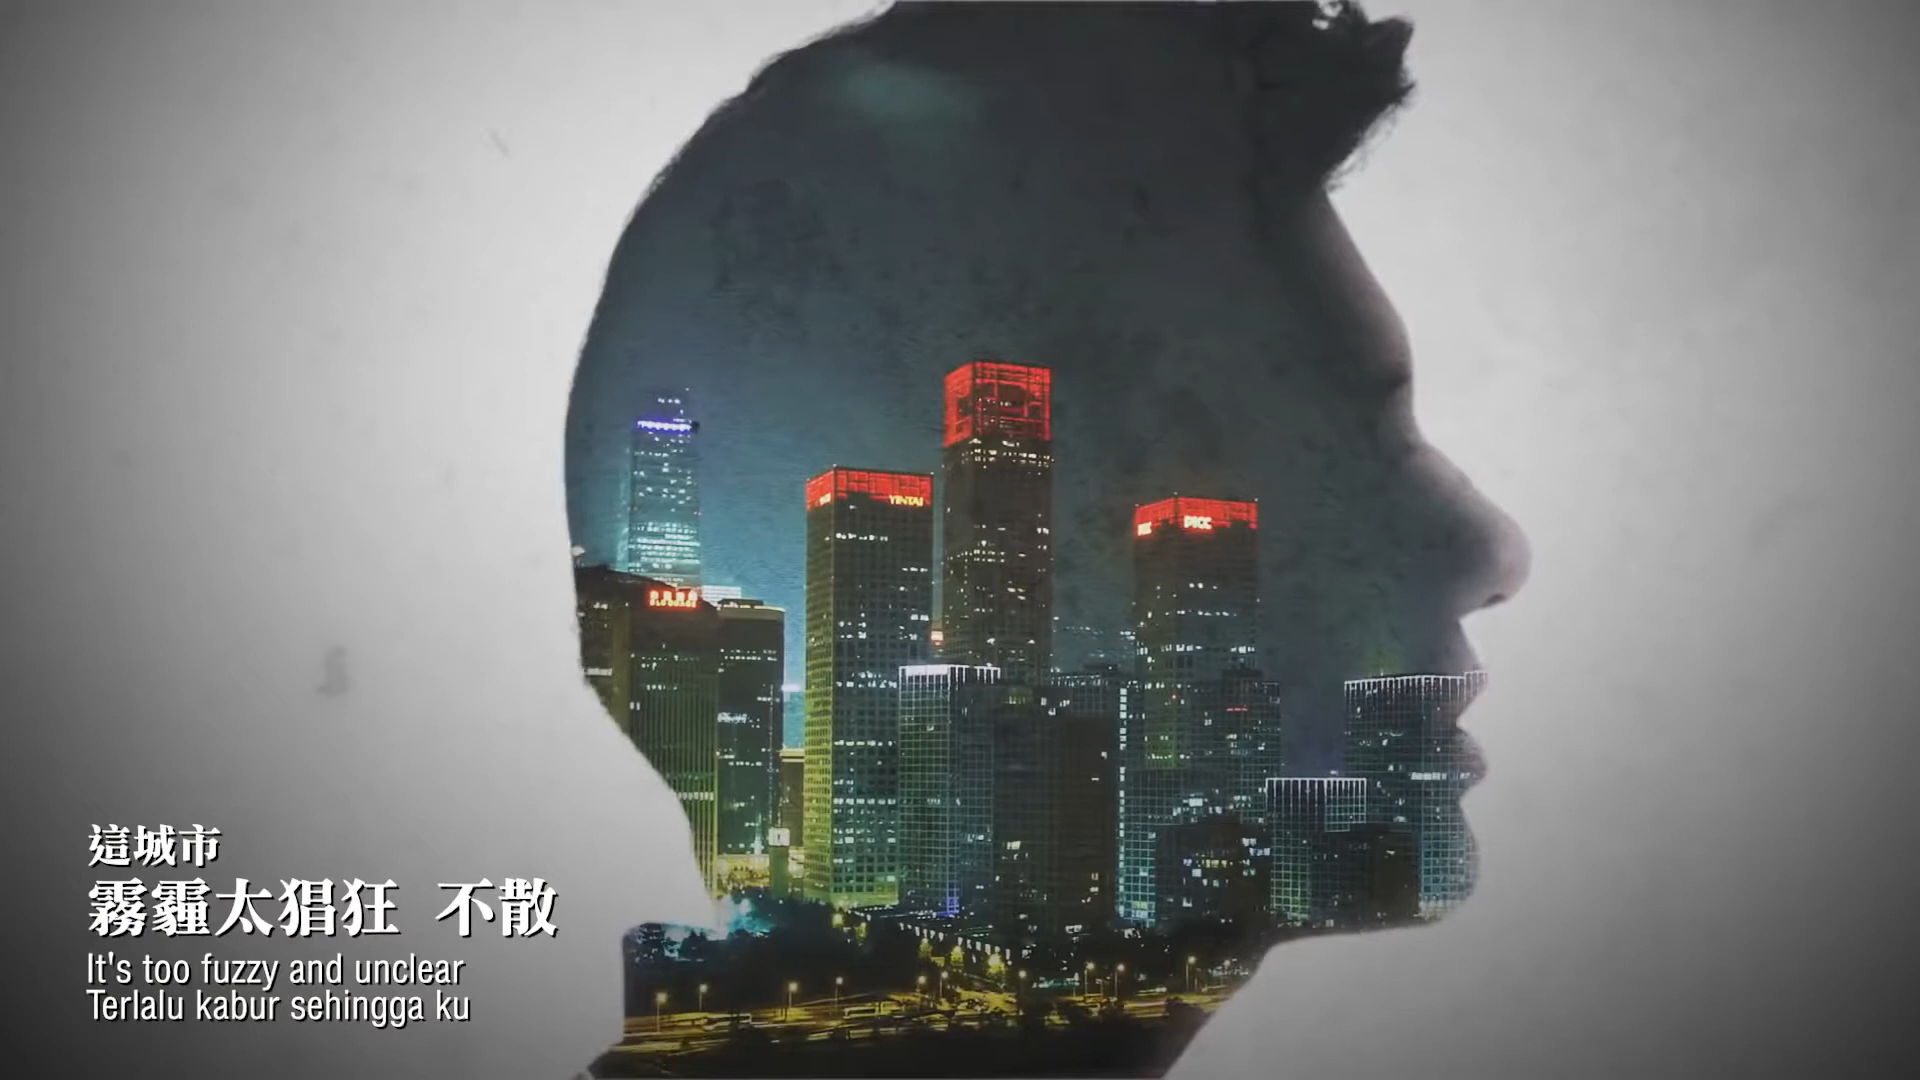 YINTAI
PICC
這城市
霧霾太猖狂 不散
It's too fuzzy and unclear
Terlalu kabur sehingga ku